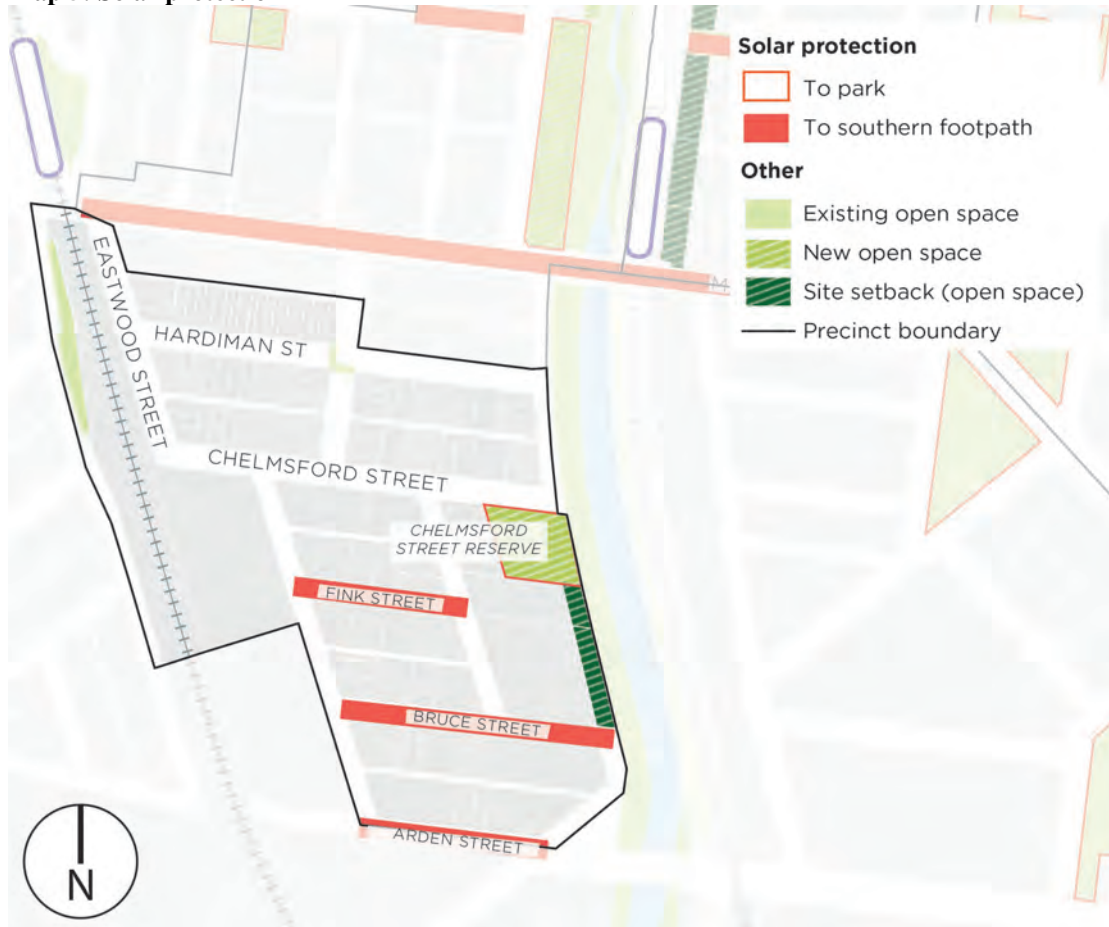 Solar protection
To park
To southern footpath
Other
Existing open space
New open space
Site setback (open space)
Precinct boundary
M
EASTWOOD STREET
HARDIMAN ST
CHELMSFORD STREET
CHELMSFORD
STREET RESERVE
FINK STREET
BRUCE STREET
ARDEN STREET
N